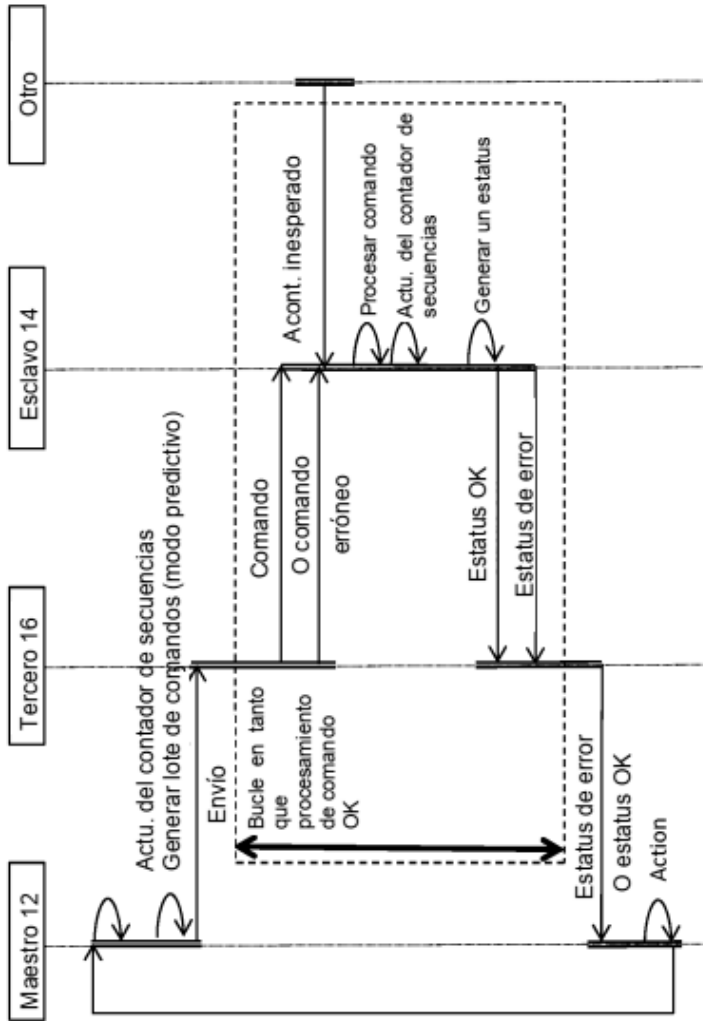 Maestro 12
Tercero 16
Esclavo 14
Otro
Actu. del contador de secuencias
Generar lote de comandos (modo predictivo)
Envío
Bucle en tanto
que
procesamiento
de comando
OK
Comando
O comando
erróneo
Acont. inesperado
Procesar comando
Actu. del contador de
secuencias
Generar un estatus
Estatus OK
Estatus de error
Estatus de error
O estatus OK
Action